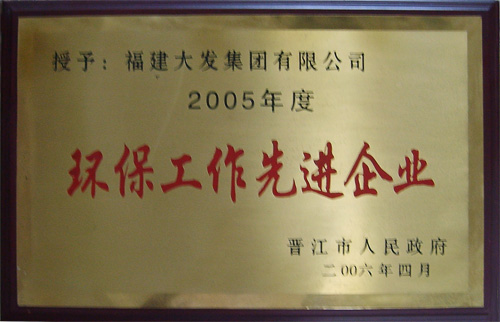 授予：福建大发集团有限公司
2005年度
环保工作先进企业
晋江市人民政府
二00六年四月